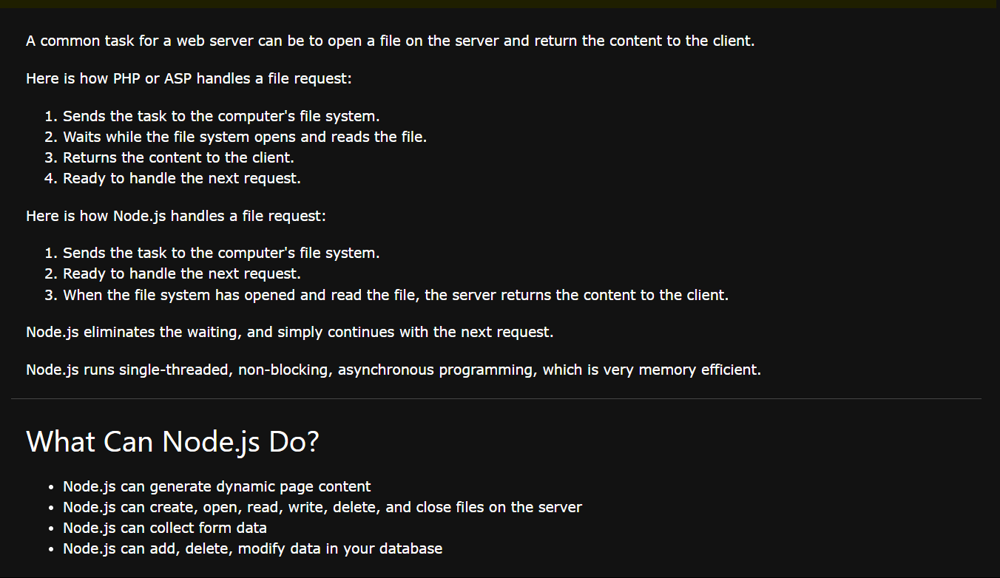 A common task for a web server can be to open a file on the server and return the content to the client.
Here is how PHP or ASP handles a file request:
1. Sends the task to the computer's file system.
2. Waits while the file system opens and reads the file.
3. Returns the content to the client.
4. Ready to handle the next request.
Here is how Node.js handles a file request:
1. Sends the task to the computer's file system.
2. Ready to handle the next request.
3. When the file system has opened and read the file, the server returns the content to the client.
Node.js eliminates the waiting, and simply continues with the next request.
Node.js runs single-threaded, non-blocking, asynchronous programming, which is very memory efficient.
What Can Node.js Do?
• Node.js can generate dynamic page content
• Node.js can create, open, read, write, delete, and close files on the server
• Node.js can collect form data
• Node.js can add, delete, modify data in your database